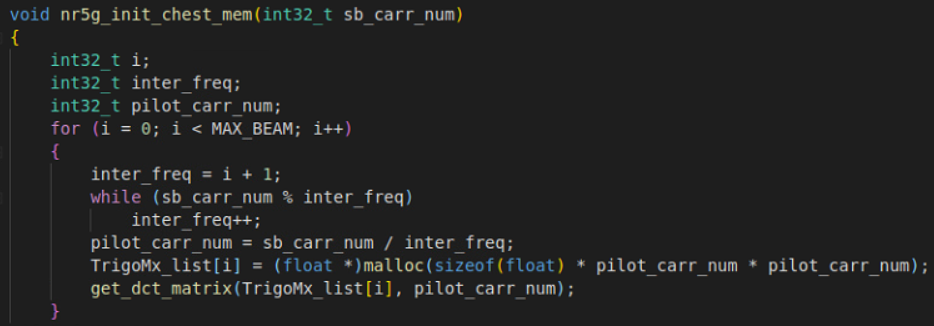 void nr5g_init_chest_mem(int32_t sb_carr_num)
{
    int32_t i;
    int32_t inter_freq;
    int32_t pilot_carr_num;
    for (i = 0; i < MAX_BEAM; i++)
    {
        inter_freq = i + 1;
        while (sb_carr_num % inter_freq)
            inter_freq++;
        pilot_carr_num = sb_carr_num / inter_freq;
        TrigoMx_list[i] = (float *)malloc(sizeof(float) * pilot_carr_num * pilot_carr_num);
        get_dct_matrix(TrigoMx_list[i], pilot_carr_num);
    }